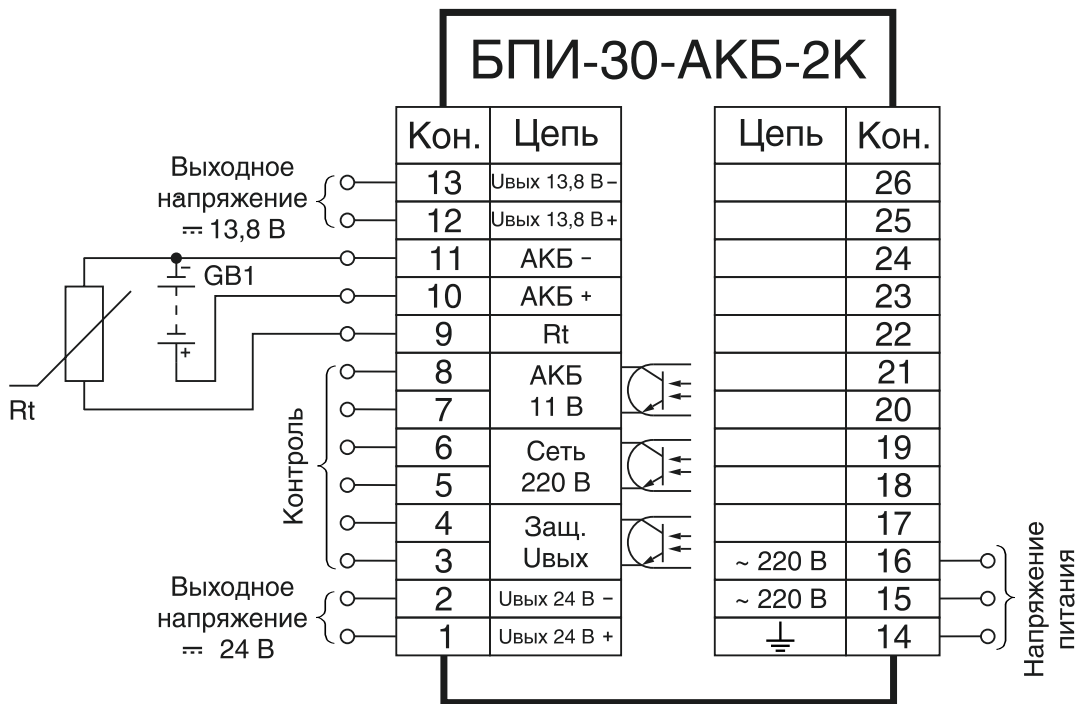 БПИ-30-АКБ-2К
Кон. Цепь
13 Uвых 13,8 В –
12 Uвых 13,8 В +
11 АКБ –
10 АКБ +
9 Rt
8
7
АКБ
11 В
6
5
Сеть
220 В
4
3
Защ.
Uвых
2 Uвых 24 В –
1 Uвых 24 В +
Цепь Кон.
26
25
24
23
22
21
20
19
18
17
~ 220 В 16
~ 220 В 15
14
Выходное
напряжение
⎓ 13,8 В
–
GB1
+
Rt
Контроль
Выходное
напряжение
⎓ 24 В
Напряжение
питания